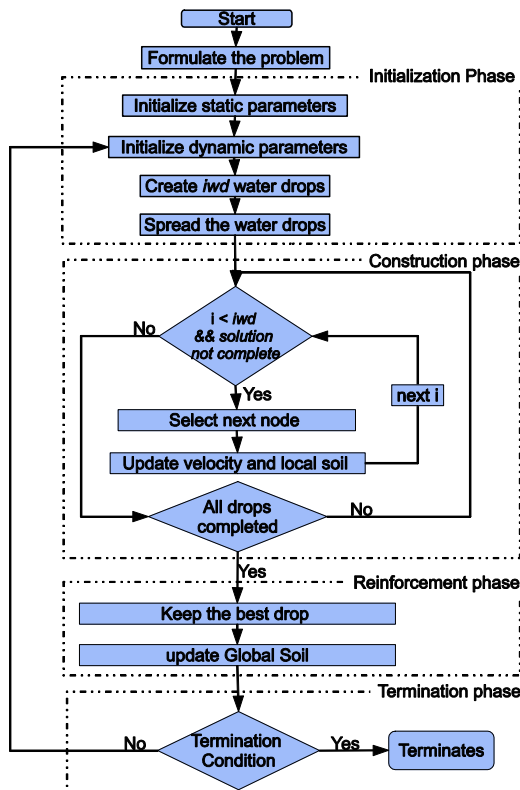 Start
Formulate the problem
Initialization Phase
Initialize static parameters
Initialize dynamic parameters
Create iwd water drops
Spread the water drops
Construction phase
i < iwd
&& solution
not complete
No
Yes
next i
Select next node
Update velocity and local soil
All drops
completed
No
Yes
Reinforcement phase
Keep the best drop
update Global Soil
Termination phase
No
Termination
Condition
Yes
Terminates